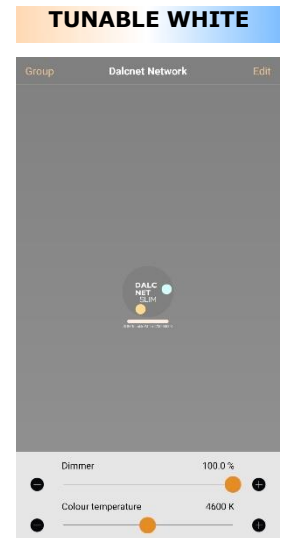 TUNABLE WHITE
Group Dalcnet Network Edit
DALC
NET
SLIM
Dimmer 100.0 %
Colour temperature 4600 K